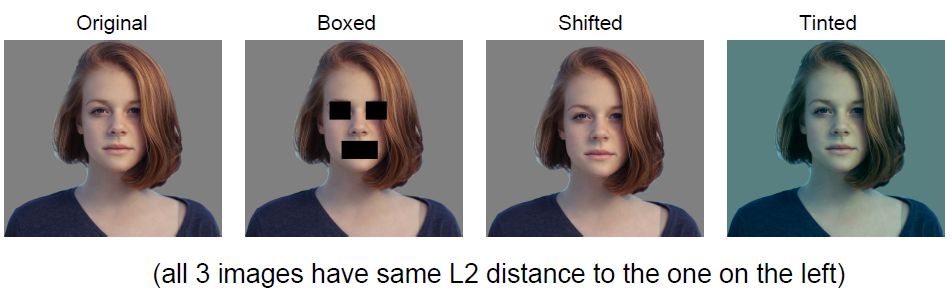 Original Boxed Shifted Tinted
(all 3 images have same L2 distance to the one on the left)